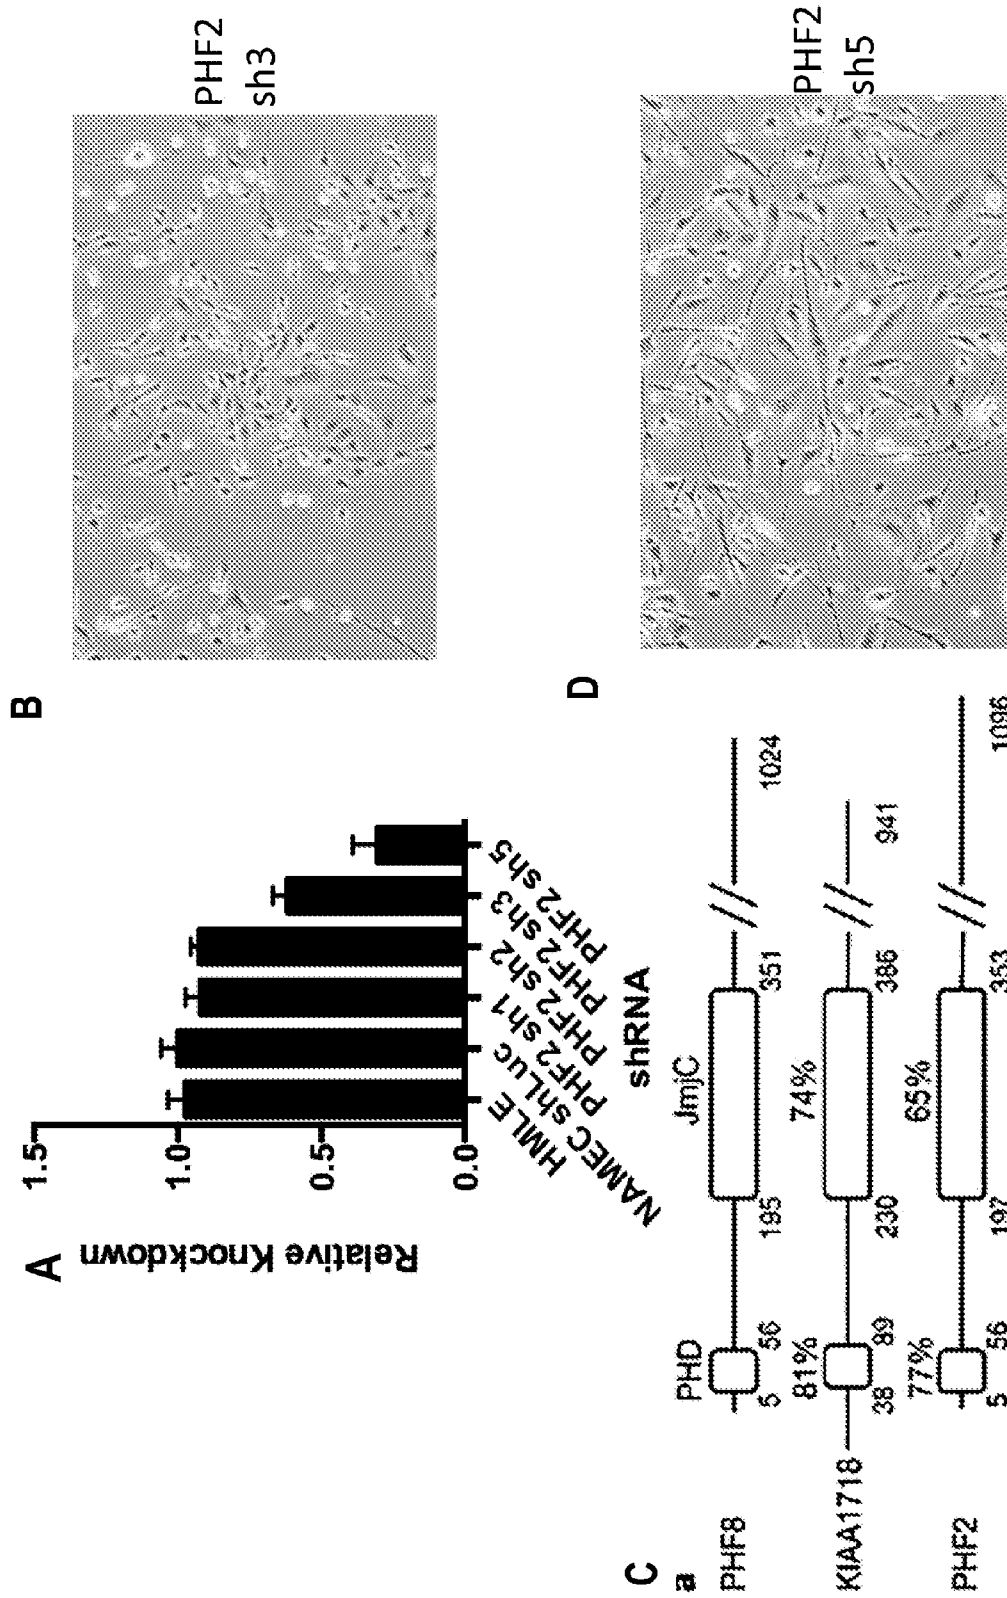 A
Relative Knockdown
1.5
1.0
0.5
0.0
HMLE
NAMEC shLuc
PHF2 sh1
PHF2 sh2
PHF2 sh3
PHF2 sh5
shRNA
B
PHF2
sh3
C
a
PHD
JmjC
PHF8
5
56
195
351
1024
81%
74%
KIAA1718
38
89
230
386
941
77%
65%
PHF2
5
56
197
353
1096
D
PHF2
sh5